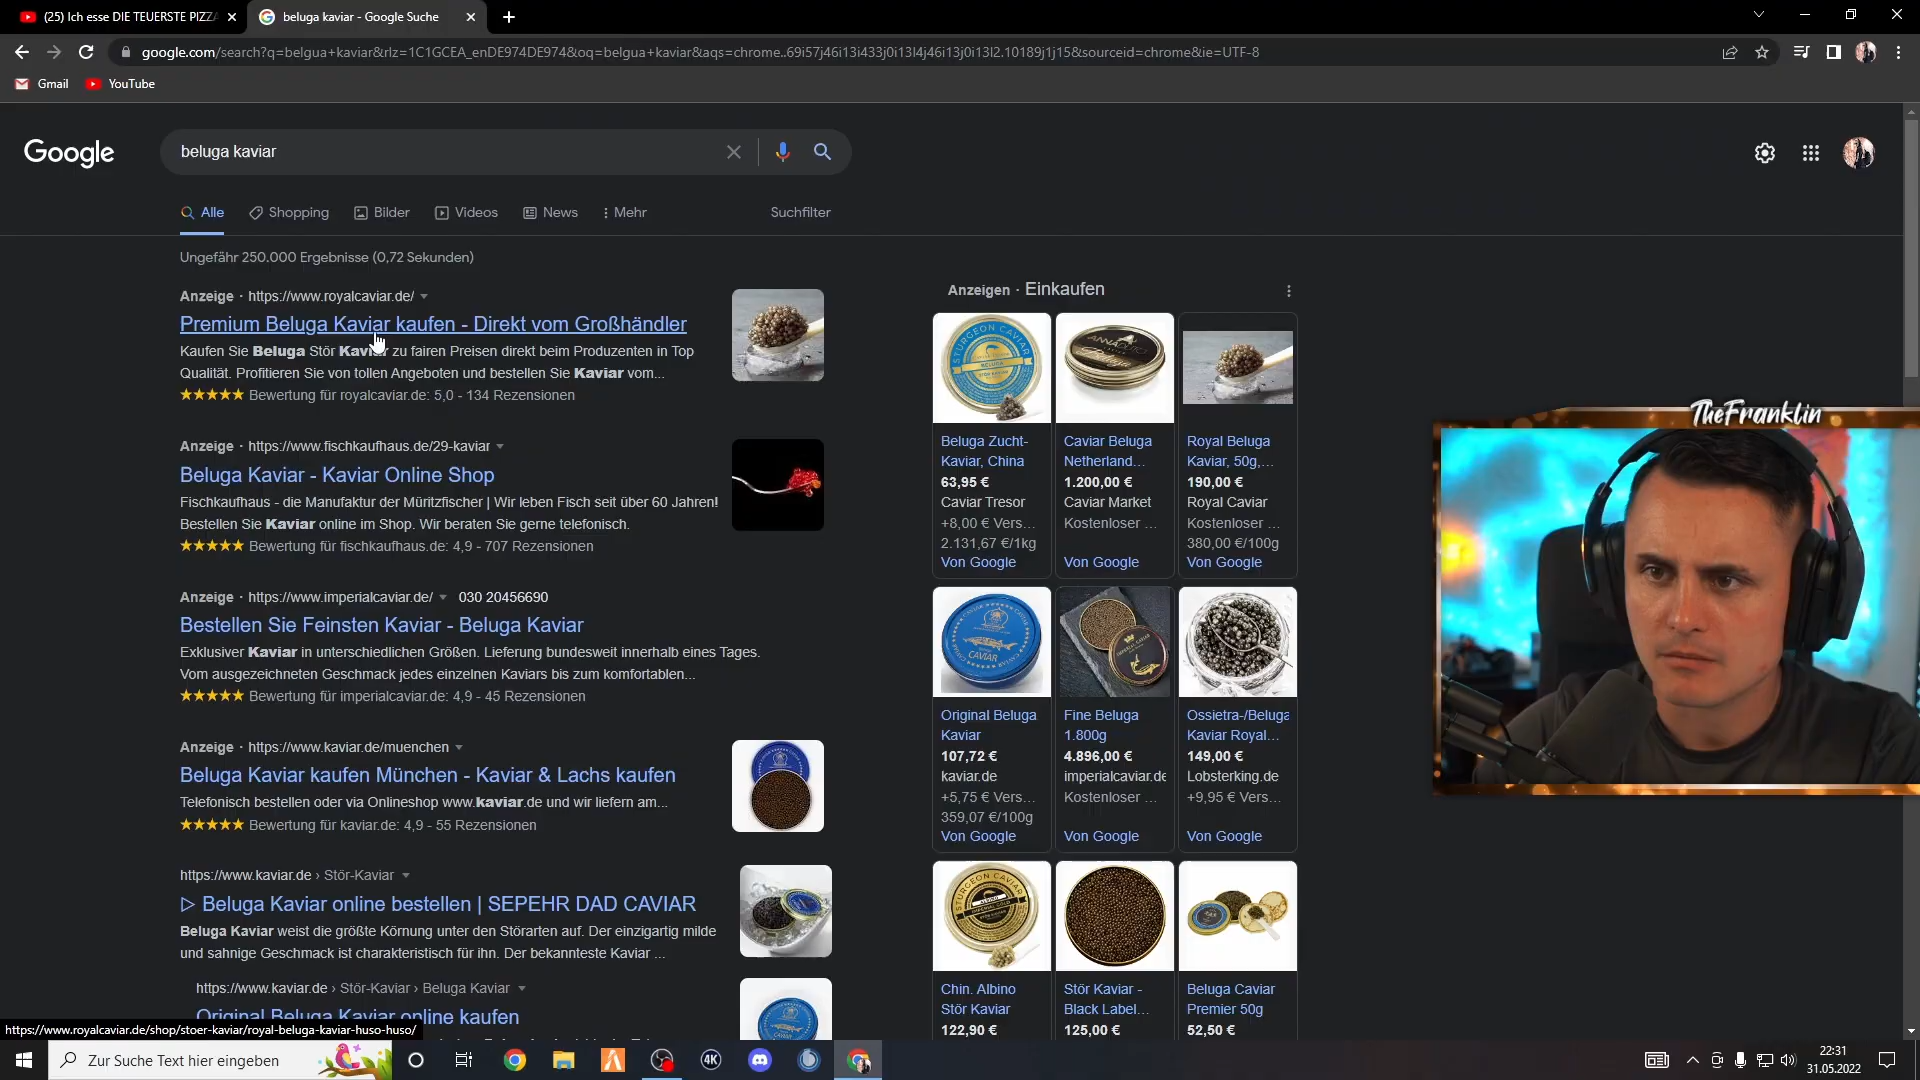 (25) Ich esse DIE TEUERSTE PIZZA
beluga kaviar - Google Suche
google.com/search?q=belgua+kaviar&rlz=1C1GCEA_enDE974DE974&oq=belgua+kaviar&aqs=chrome..69i57j46i13i433j0i13l4j46i13j0i13l2.10189j1j15&sourceid=chrome&ie=UTF-8
Gmail
YouTube
Google
beluga kaviar
Alle
Shopping
Bilder
Videos
News
Mehr
Suchfilter
Ungefähr 250.000 Ergebnisse (0,72 Sekunden)
Anzeige · https://www.royalcaviar.de/
Premium Beluga Kaviar kaufen - Direkt vom Großhändler
Kaufen Sie Beluga Stör Kaviar zu fairen Preisen direkt beim Produzenten in Top
Qualität. Profitieren Sie von tollen Angeboten und bestellen Sie Kaviar vom...
Bewertung für royalcaviar.de: 5,0 - 134 Rezensionen
Anzeige · https://www.fischkaufhaus.de/29-kaviar
Beluga Kaviar - Kaviar Online Shop
Fischkaufhaus - die Manufaktur der Müritzfischer | Wir leben Fisch seit über 60 Jahren!
Bestellen Sie Kaviar online im Shop. Wir beraten Sie gerne telefonisch.
Bewertung für fischkaufhaus.de: 4,9 - 707 Rezensionen
Anzeige · https://www.imperialcaviar.de/ 030 20456690
Bestellen Sie Feinsten Kaviar - Beluga Kaviar
Exklusiver Kaviar in unterschiedlichen Größen. Lieferung bundesweit innerhalb eines Tages.
Vom ausgezeichneten Geschmack jedes einzelnen Kaviars bis zum komfortablen...
Bewertung für imperialcaviar.de: 4,9 - 45 Rezensionen
Anzeige · https://www.kaviar.de/muenchen
Beluga Kaviar kaufen München - Kaviar & Lachs kaufen
Telefonisch bestellen oder via Onlineshop www.kaviar.de und wir liefern am...
Bewertung für kaviar.de: 4,9 - 55 Rezensionen
https://www.kaviar.de › Stör-Kaviar
▷ Beluga Kaviar online bestellen | SEPEHR DAD CAVIAR
Beluga Kaviar weist die größte Körnung unter den Störarten auf. Der einzigartig milde
und sahnige Geschmack ist charakteristisch für ihn. Der bekannteste Kaviar ...
https://www.kaviar.de › Stör-Kaviar › Beluga Kaviar
Original Beluga Kaviar online kaufen
https://www.royalcaviar.de/shop/stoer-kaviar/royal-beluga-kaviar-huso-huso/
Anzeigen · Einkaufen
Beluga Zucht-
Kaviar, China
63,95 €
Caviar Tresor
+8,00 € Vers...
2.131,67 €/1kg
Von Google
Caviar Beluga
Netherland...
1.200,00 €
Caviar Market
Kostenloser ...
Von Google
Royal Beluga
Kaviar, 50g,...
190,00 €
Royal Caviar
Kostenloser ...
380,00 €/100g
Von Google
CAVIAR
Original Beluga
Kaviar
107,72 €
kaviar.de
+5,75 € Vers...
359,07 €/100g
Von Google
Fine Beluga
1.800g
4.896,00 €
imperialcaviar.de
Kostenloser ...
Von Google
Ossietra-/Beluga
Kaviar Royal...
149,00 €
Lobsterking.de
+9,95 € Vers...
Von Google
Chin. Albino
Stör Kaviar
122,90 €
Stör Kaviar -
Black Label...
125,00 €
Beluga Caviar
Premier 50g
52,50 €
TheFranklin
Zur Suche Text hier eingeben
4K
22:31
31.05.2022